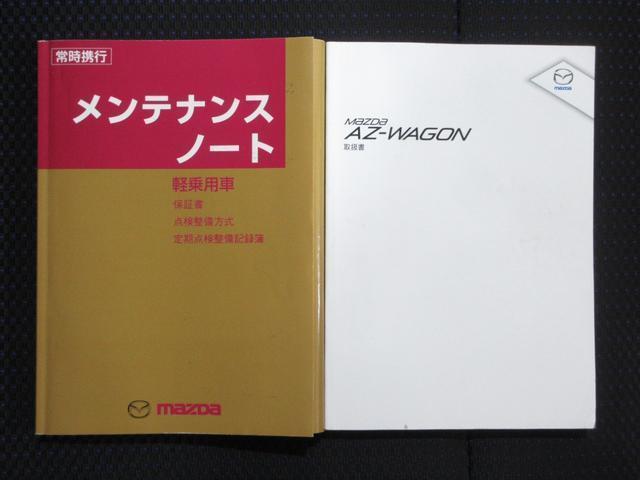 常時携行
メンテナンス
ノート
軽乗用車
保証書
点検整備方式
定期点検整備記録簿
mazda
mazda
mazda
AZ-WAGON
取扱書